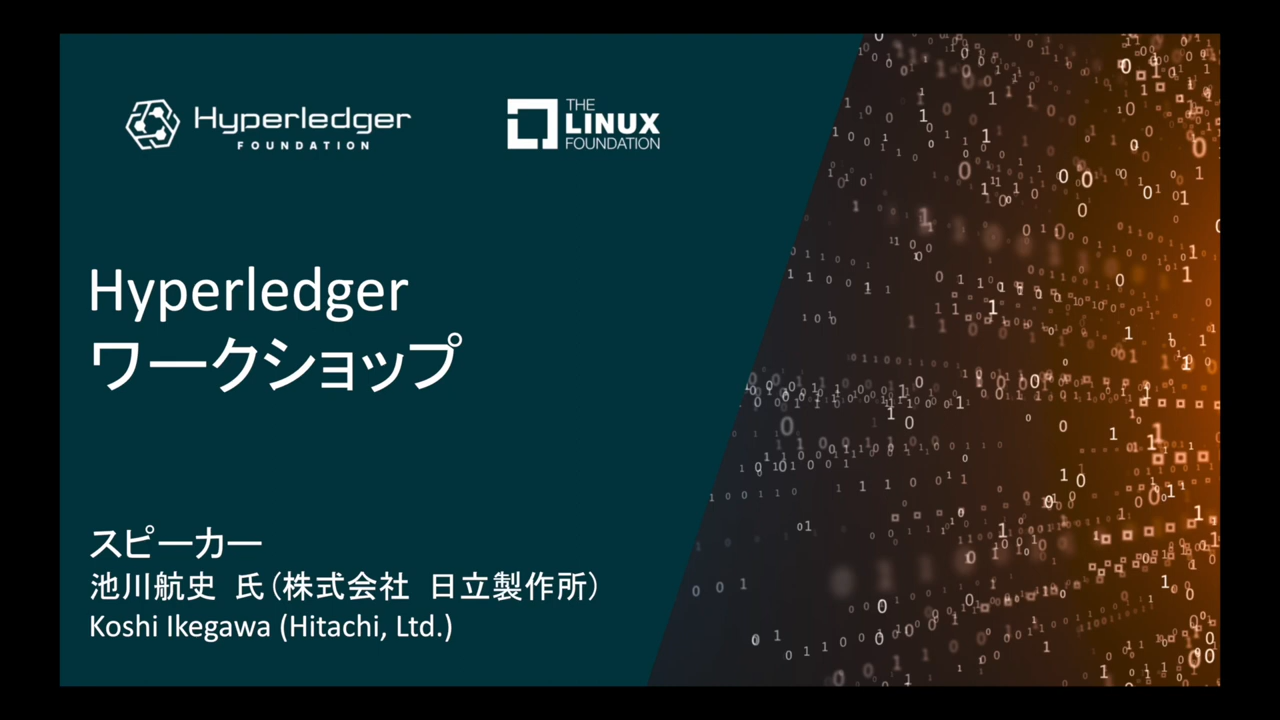 Hyperledger
FOUNDATION
THE
LINUX
FOUNDATION
Hyperledger
ワークショップ
スピーカー
池川航史　氏（株式会社　日立製作所）
Koshi Ikegawa (Hitachi, Ltd.)